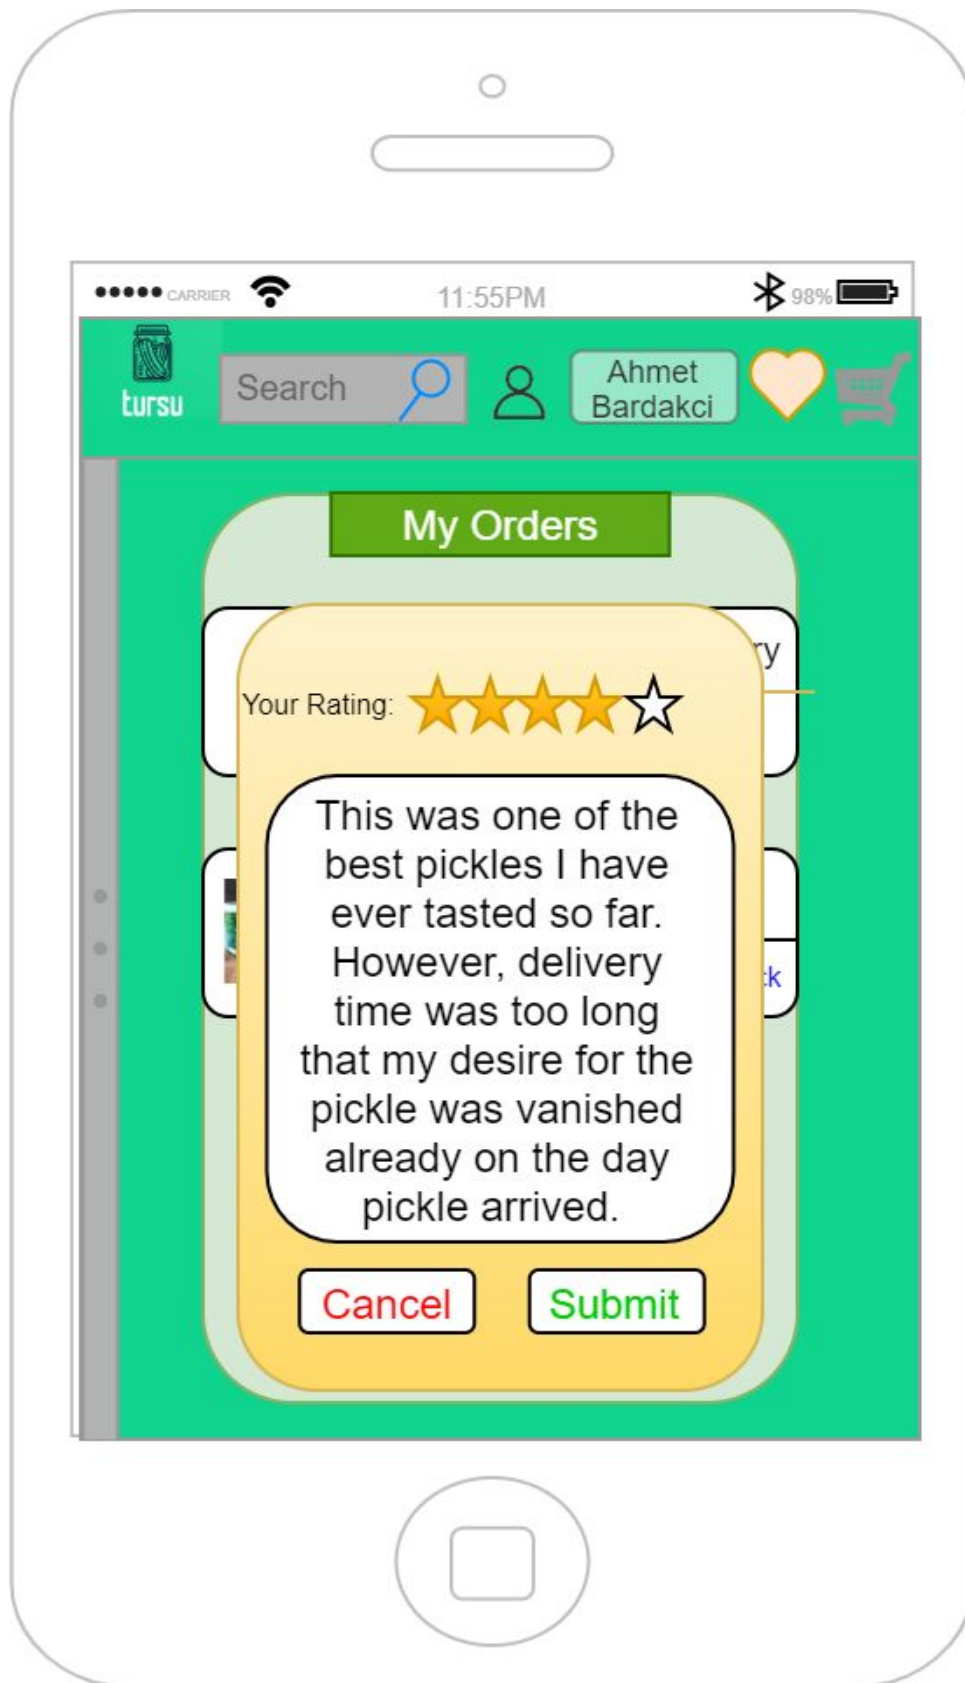 CARRIER 11:55PM 98%
tursu
Search
Ahmet
Bardakci
My Orders
Your Rating:
This was one of the
best pickles I have
ever tasted so far.
However, delivery
time was too long
that my desire for the
pickle was vanished
already on the day
pickle arrived.
Cancel Submit